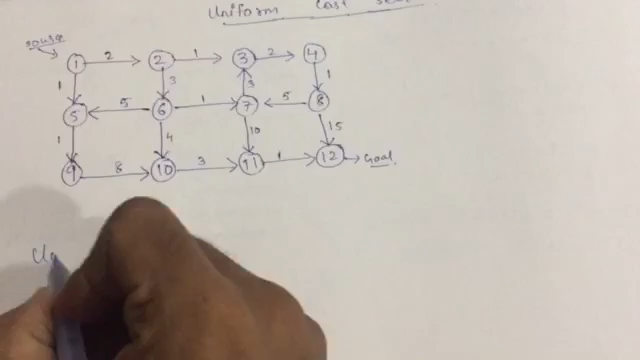 Uniform Cost
1 2 2 1 3 2 4
1 3 3 1
5 5 6 1 7 5 8
1 4 10 15
9 8 10 3 11 1 12 Goal